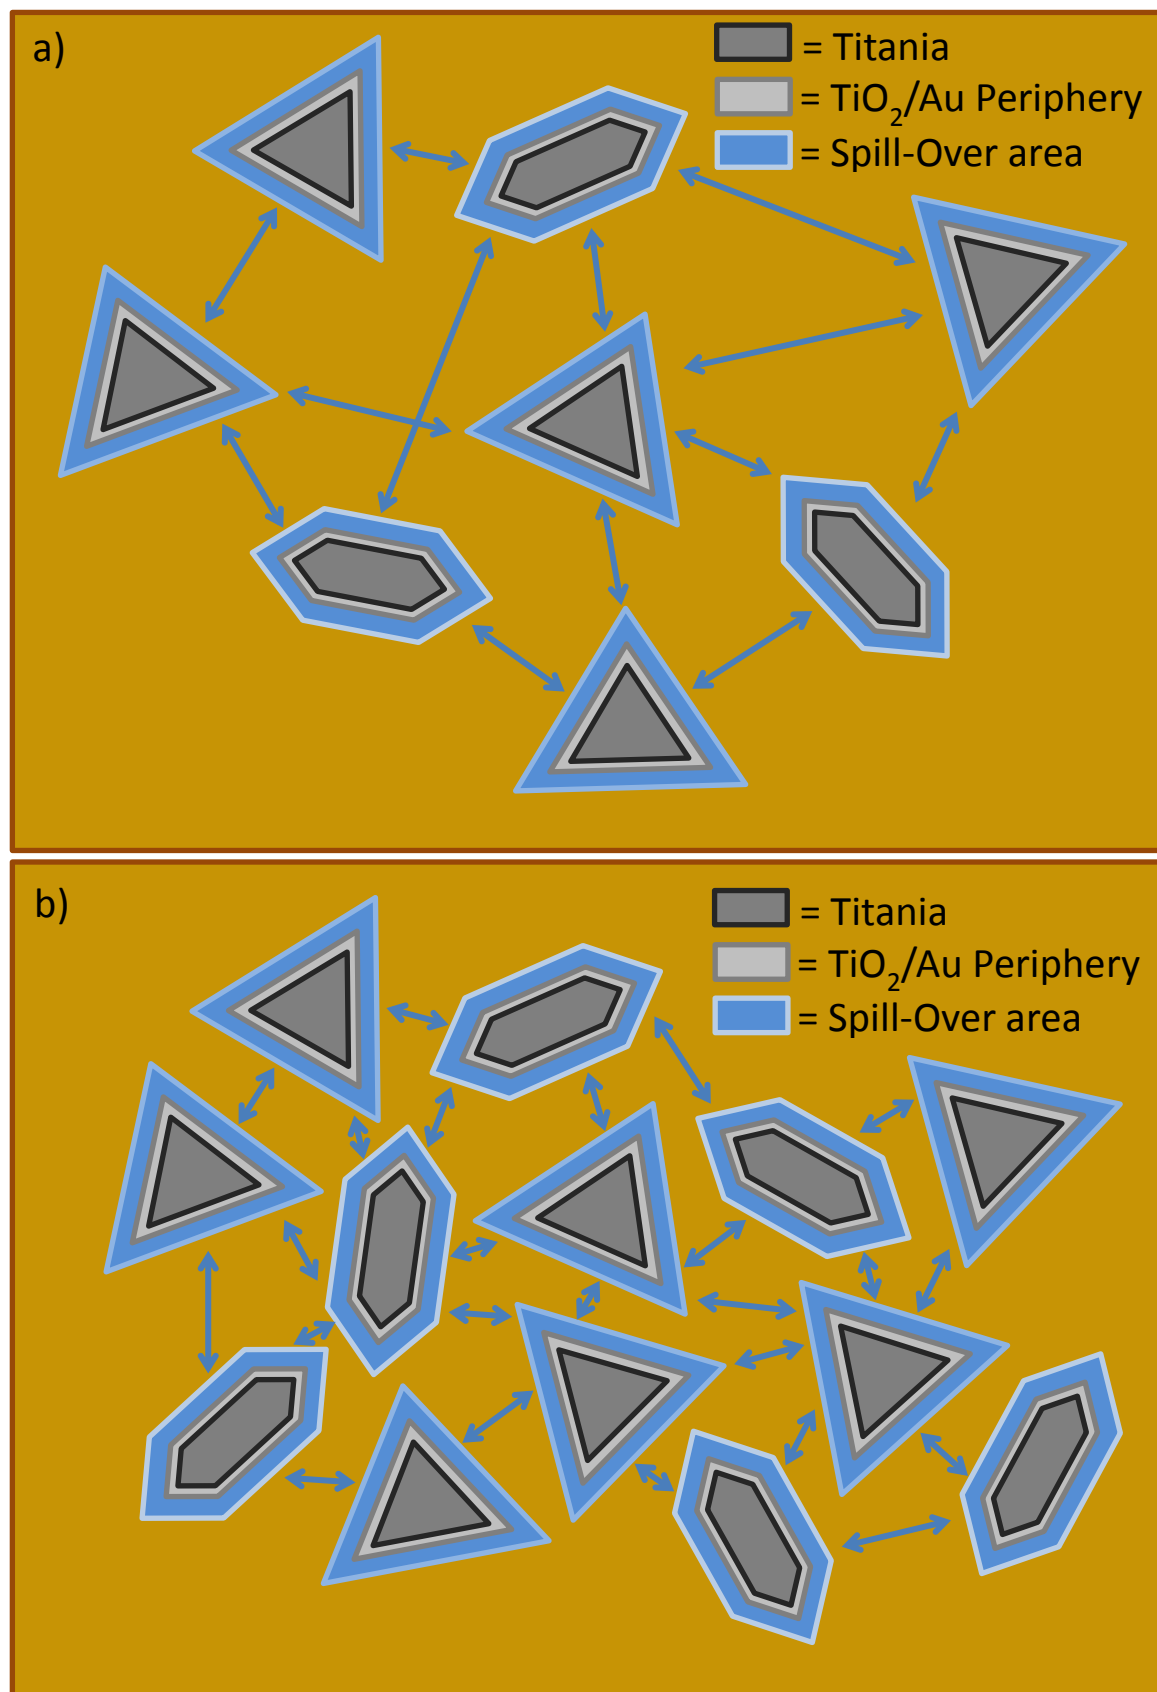 a)
= Titania
= TiO₂/Au Periphery
= Spill-Over area
b)
= Titania
= TiO₂/Au Periphery
= Spill-Over area